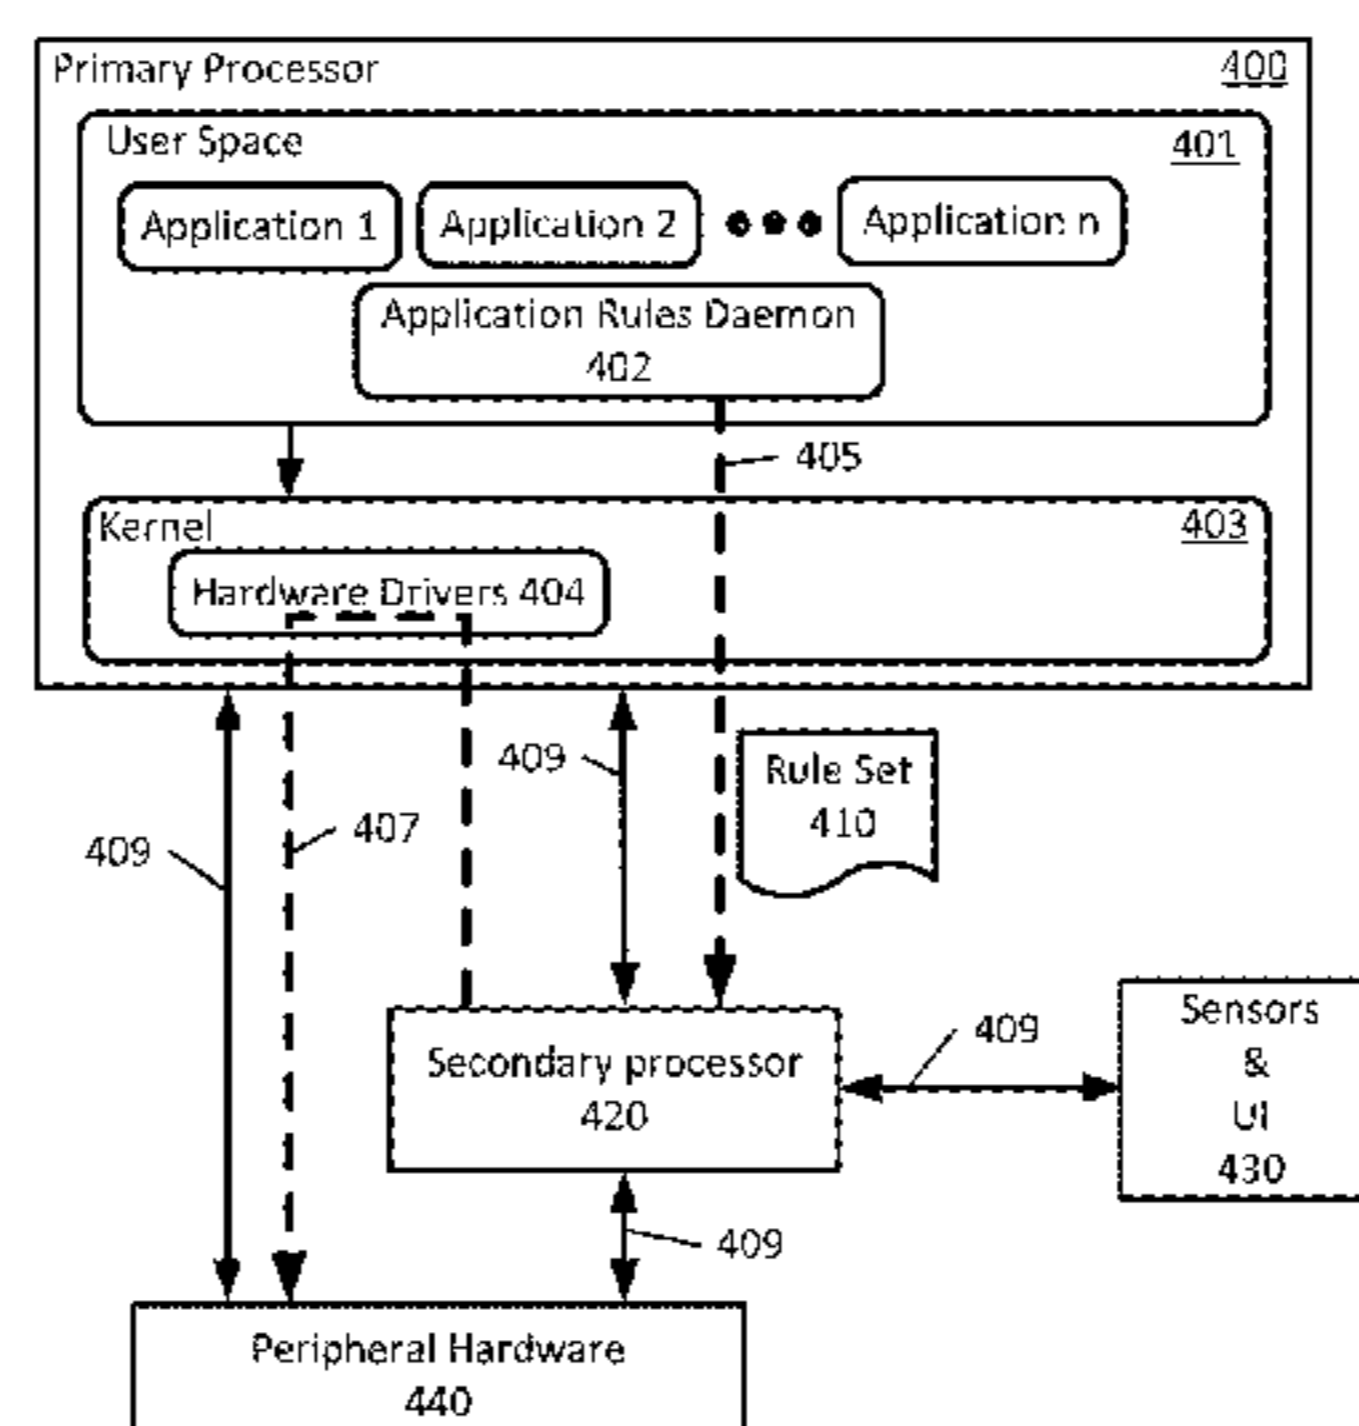 Primary Processor 400
User Space 401
Application 1 Application 2 Application n
Application Rules Daemon
402
405
Kernel 403
Hardware Drivers 404
409
Rule Set
410
407
409
Sensors
&
UI
430
409
Secondary processor
420
409
Peripheral Hardware
440